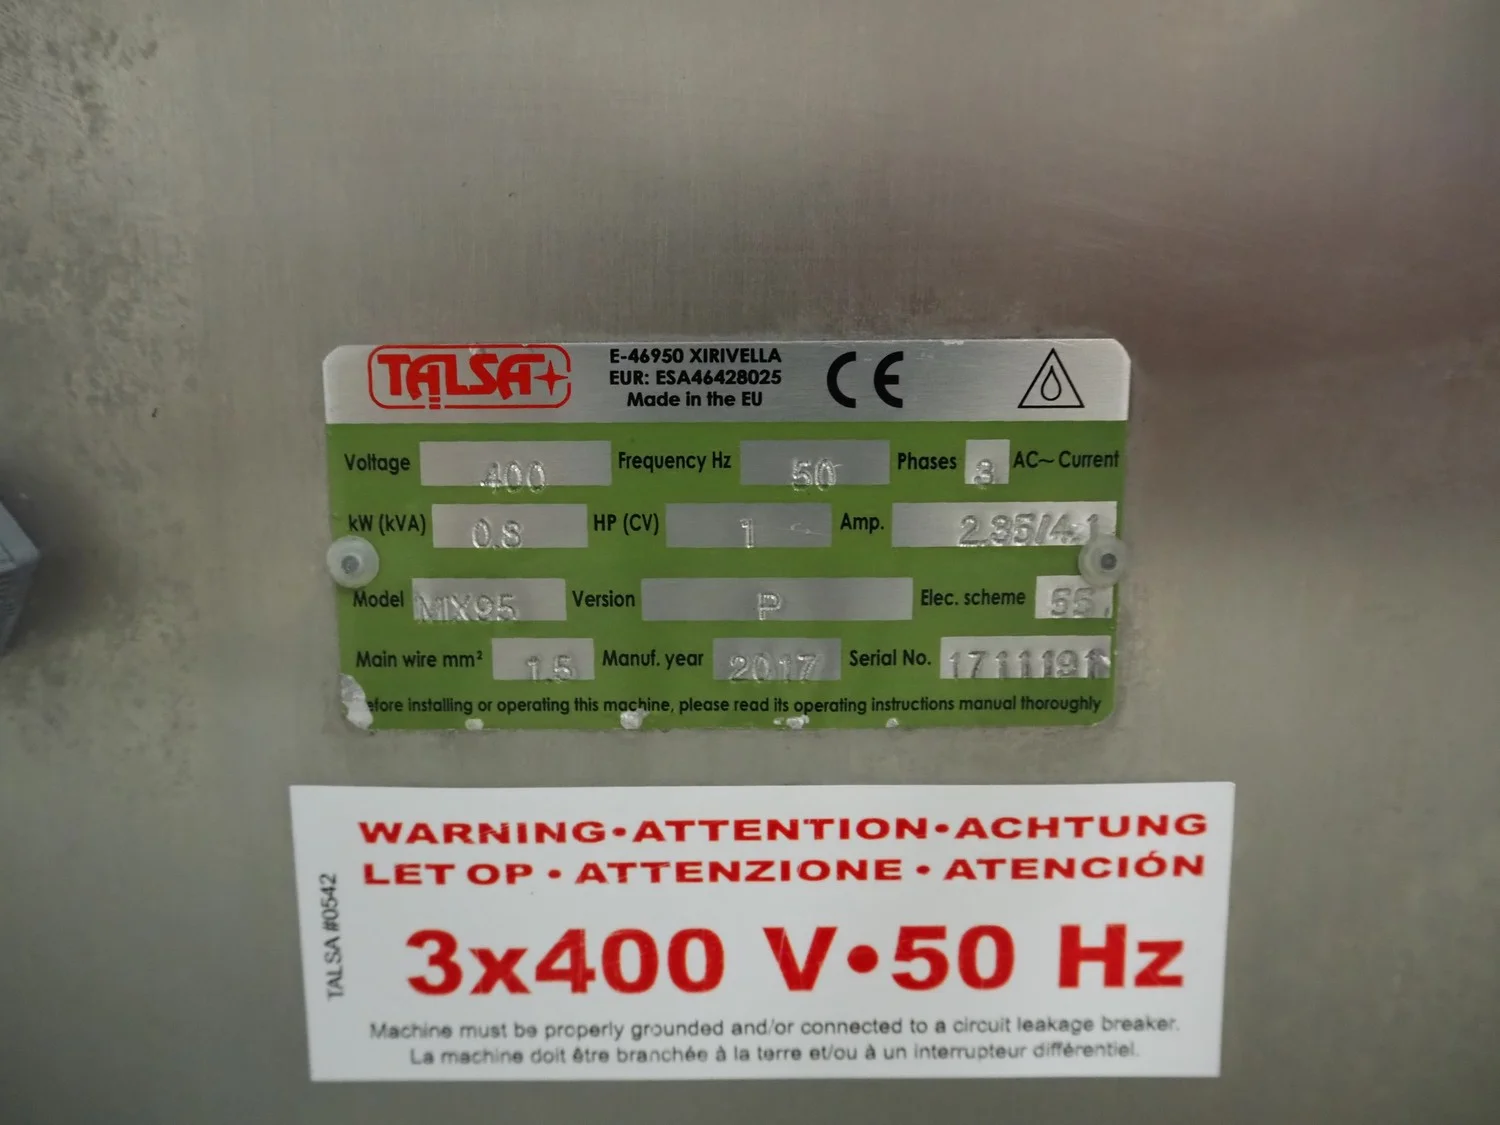 TALSA
E-46950 XIRIVELLA
EUR: ESA46428025
Made in the EU
CE
Voltage 400 Frequency Hz 50 Phases 3 AC~ Current
kW (kVA) 0.8 HP (CV) 1 Amp. 2.35/4.1
Model MIX95 Version P Elec. scheme
Main wire mm² 1.5 Manuf. year 2017 Serial No.
installing or operating this machine, please read its operating instructions manual thoroughly
WARNING•ATTENTION•ACHTUNG
LET OP • ATTENZIONE • ATENCIÓN
3x400 V•50 Hz
Machine must be properly grounded and/or connected to a circuit leakage breaker.
La machine doit être branchée à la terre et/ou à un interrupteur différentiel.
TALSA #0542